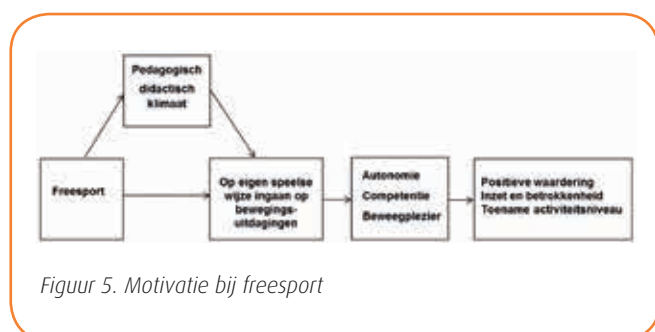 Pedagogisch
didactisch
klimaat
Freesport
Op eigen speelse
wijze ingaan op
bewegings-
uitdagingen
Autonomie
Competentie
Beweegplezier
Positieve waardering
Inzet en betrokkenheid
Toename activiteitsniveau
Figuur 5. Motivatie bij freesport